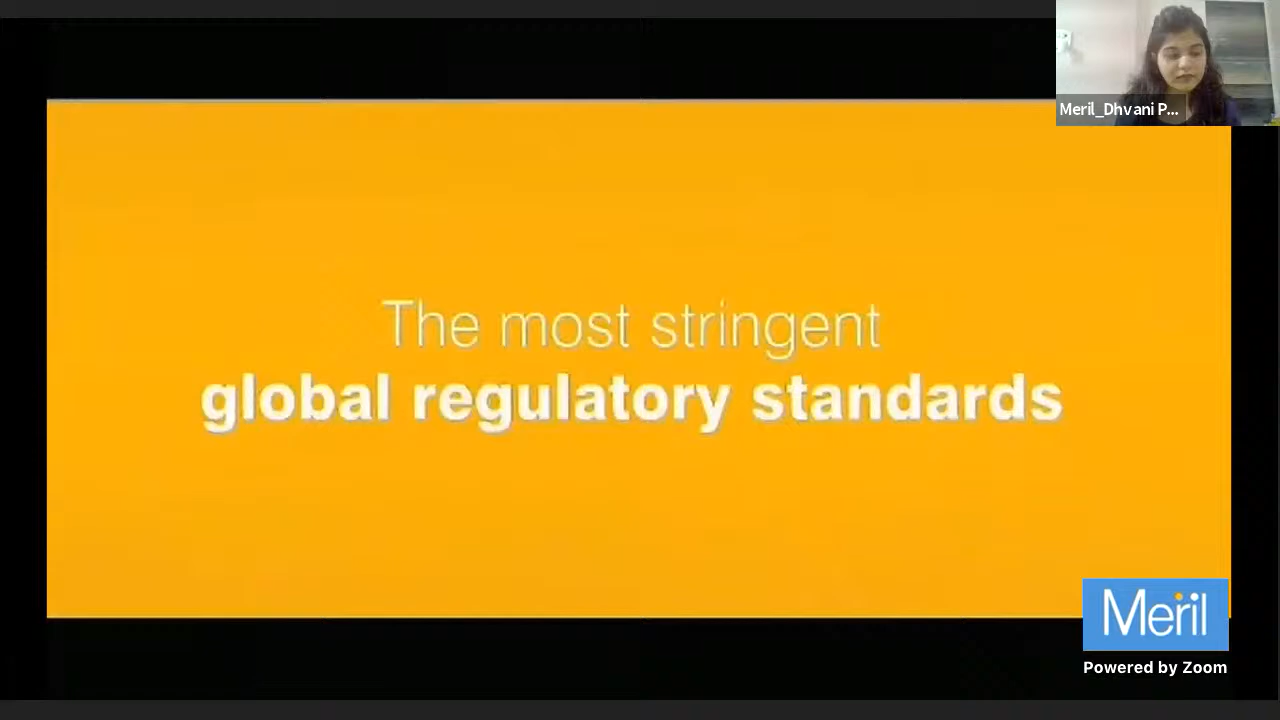 Meril_Dhvani P...
The most stringent
global regulatory standards
Meril
Powered by Zoom